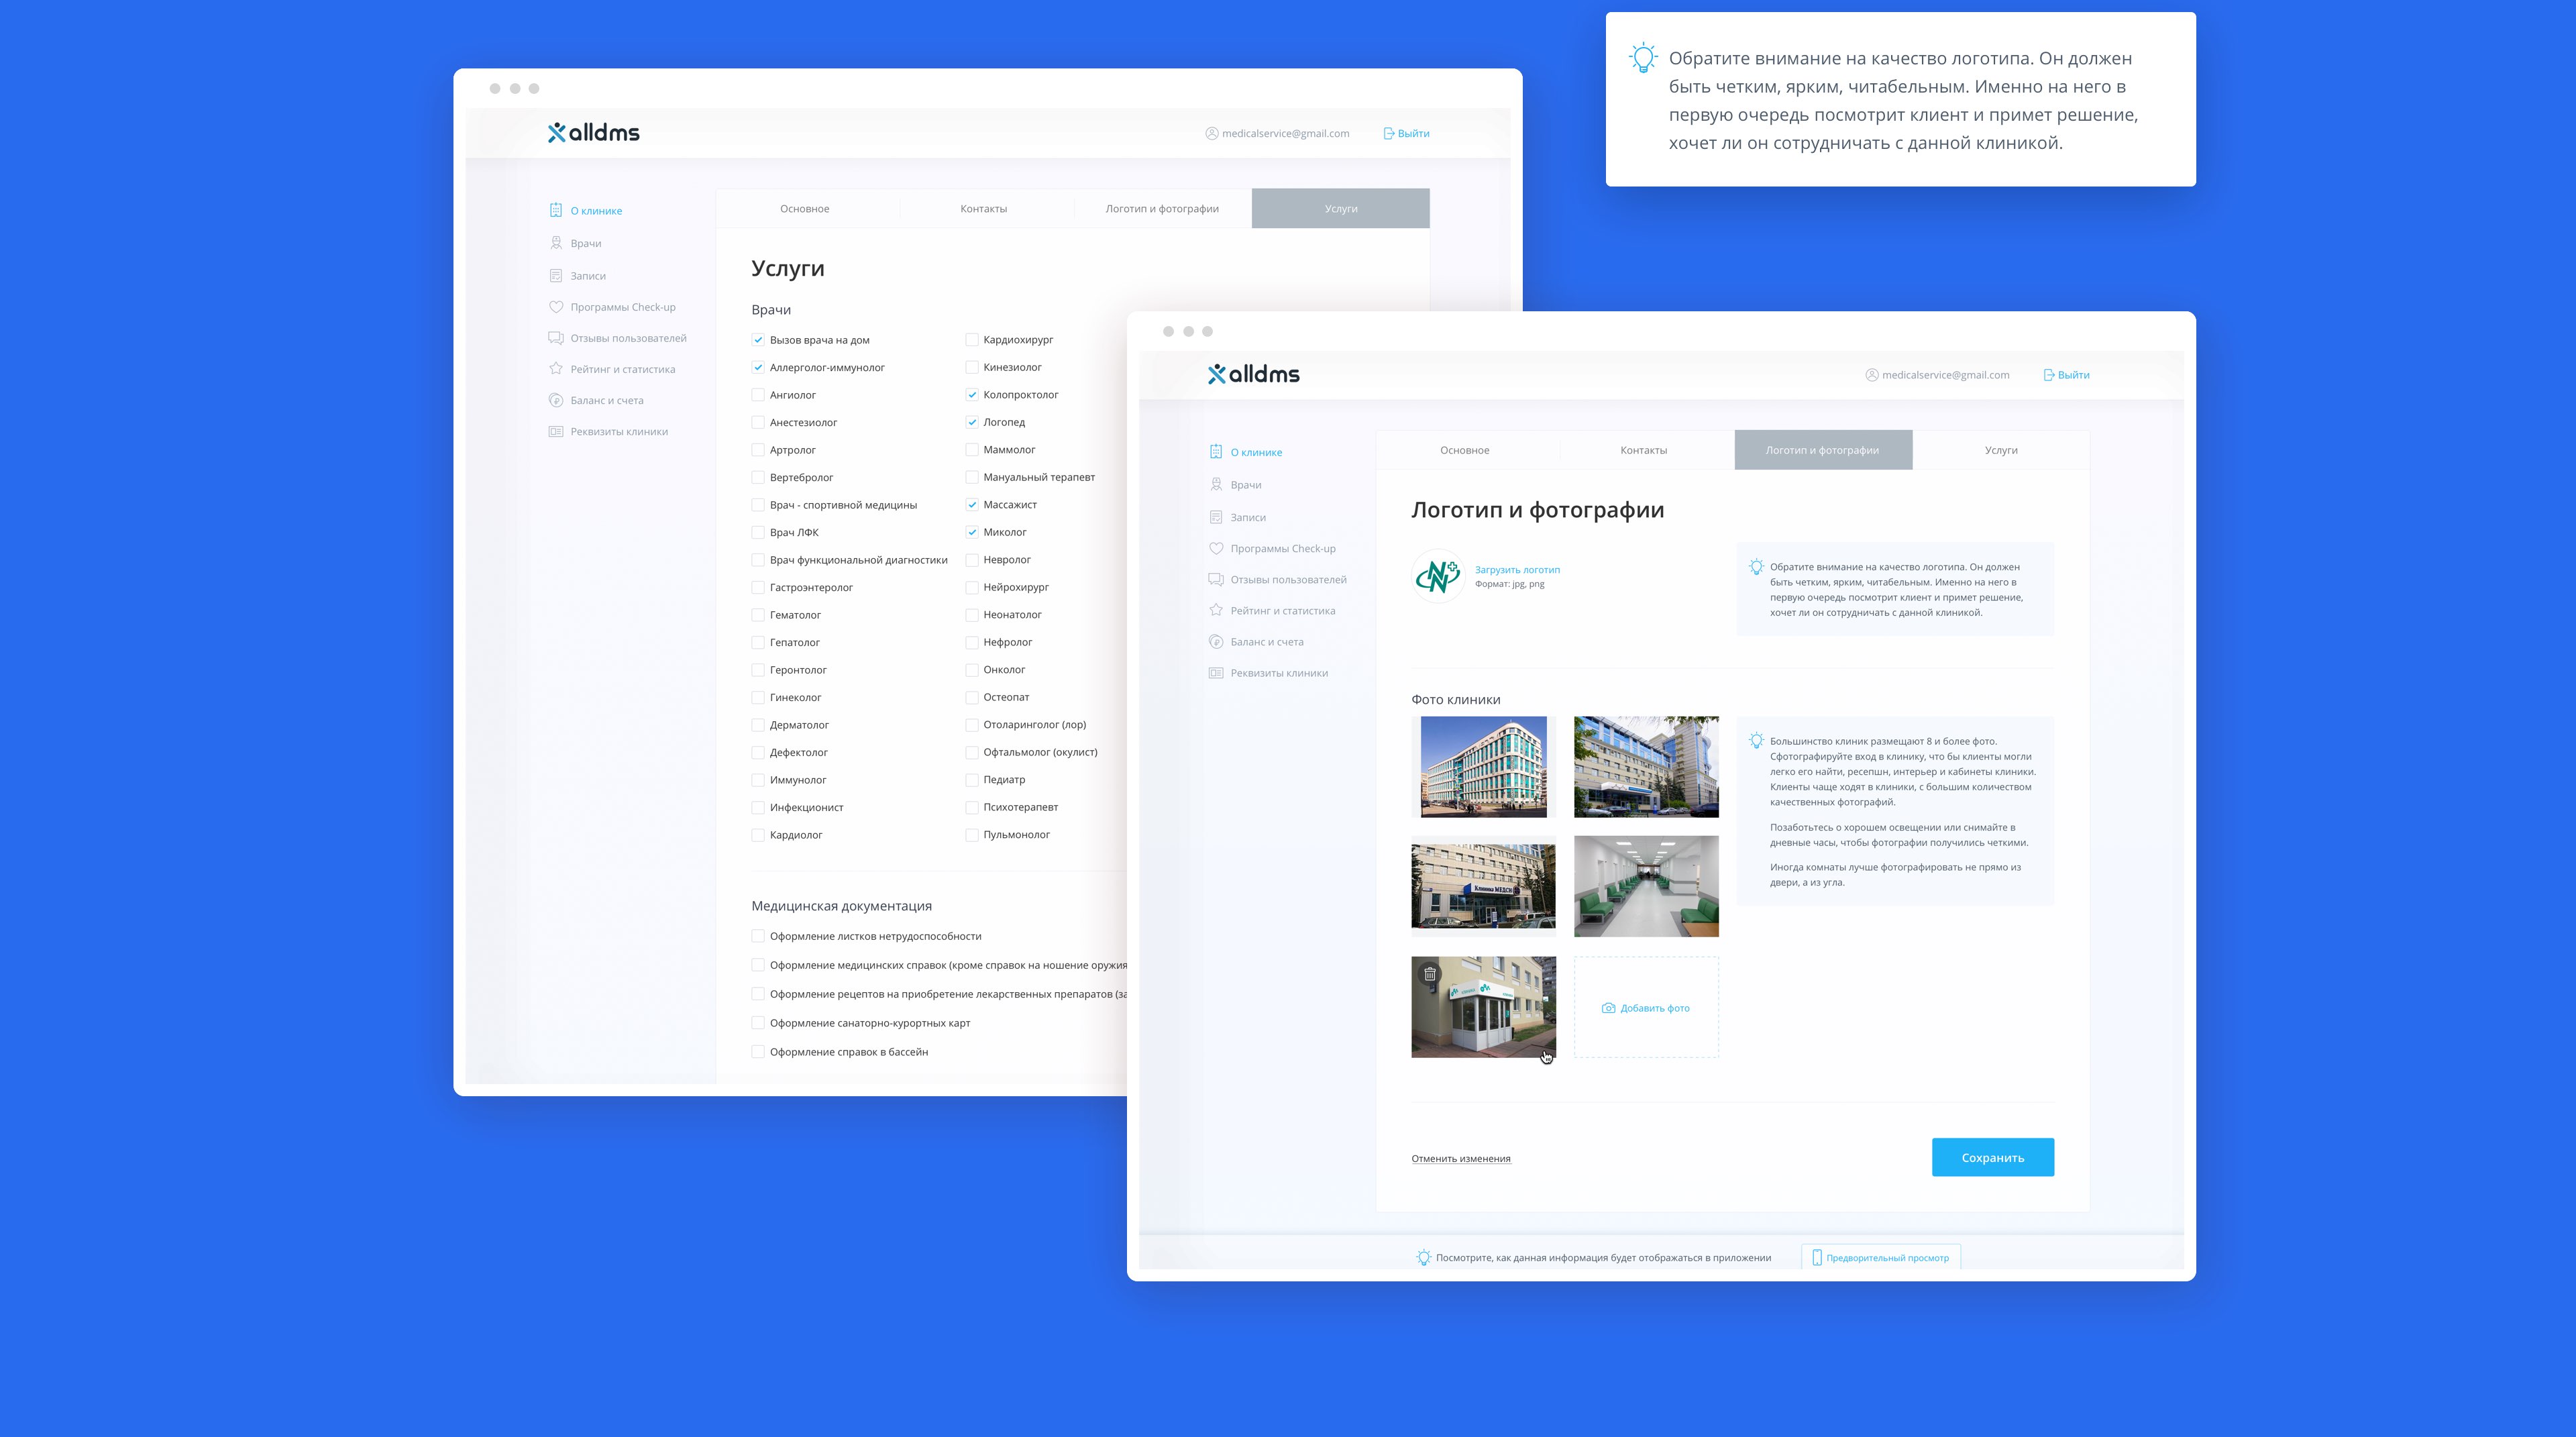 Обратите внимание на качество логотипа. Он должен
быть четким, ярким, читабельным. Именно на него в
первую очередь посмотрит клиент и примет решение,
хочет ли он сотрудничать с данной клиникой.
alldms
medicalservice@gmail.com
Выйти
О клинике
Врачи
Записи
Программы Check-up
Отзывы пользователей
Рейтинг и статистика
Баланс и счета
Реквизиты клиники
Основное
Контакты
Логотип и фотографии
Услуги
Услуги
Врачи
Вызов врача на дом
Аллерголог-иммунолог
Ангиолог
Анестезиолог
Артролог
Вертебролог
Врач - спортивной медицины
Врач ЛФК
Врач функциональной диагностики
Гастроэнтеролог
Гематолог
Гепатолог
Геронтолог
Гинеколог
Дерматолог
Дефектолог
Иммунолог
Инфекционист
Кардиолог
Кардиохирург
Кинезиолог
Колопроктолог
Логопед
Маммолог
Мануальный терапевт
Массажист
Миколог
Невролог
Нейрохирург
Неонатолог
Нефролог
Онколог
Остеопат
Отоларинголог (лор)
Офтальмолог (окулист)
Педиатр
Психотерапевт
Пульмонолог
Медицинская документация
Оформление листков нетрудоспособности
Оформление медицинских справок (кроме справок на ношение оружия
Оформление рецептов на приобретение лекарственных препаратов (за
Оформление санаторно-курортных карт
Оформление справок в бассейн
alldms
medicalservice@gmail.com
Выйти
О клинике
Врачи
Записи
Программы Check-up
Отзывы пользователей
Рейтинг и статистика
Баланс и счета
Реквизиты клиники
Основное
Контакты
Логотип и фотографии
Услуги
Логотип и фотографии
Загрузить логотип
Формат: jpg, png
Обратите внимание на качество логотипа. Он должен
быть четким, ярким, читабельным. Именно на него в
первую очередь посмотрит клиент и примет решение,
хочет ли он сотрудничать с данной клиникой.
Фото клиники
Клиника МЕДСИ
Большинство клиник размещают 8 и более фото.
Сфотографируйте вход в клинику, что бы клиенты могли
легко его найти, ресепшн, интерьер и кабинеты клиники.
Клиенты чаще ходят в клиники, с большим количеством
качественных фотографий.
Позаботьтесь о хорошем освещении или снимайте в
дневные часы, чтобы фотографии получились четкими.
Иногда комнаты лучше фотографировать не прямо из
двери, а из угла.
Добавить фото
Отменить изменения
Сохранить
Посмотрите, как данная информация будет отображаться в приложении
Предворительный просмотр